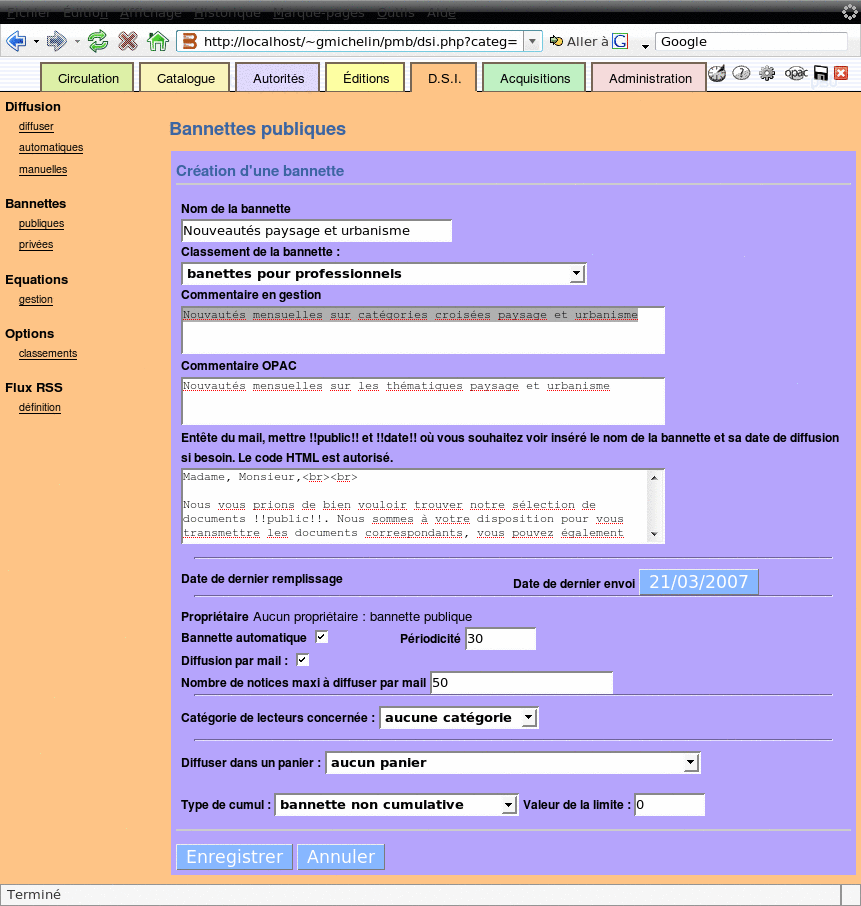 Fichier Édition Affichage Historique Marque-pages Outils Aide
http://localhost/~gmichelin/pmb/dsi.php?categ= Aller à G Google
Circulation Catalogue Autorités Éditions D.S.I. Acquisitions Administration opac
Diffusion
diffuser
automatiques
manuelles
Bannettes
publiques
privées
Equations
gestion
Options
classements
Flux RSS
définition
Bannettes publiques
Création d'une bannette
Nom de la bannette
Nouveautés paysage et urbanisme
Classement de la bannette :
banettes pour professionnels
Commentaire en gestion
Nouvautés mensuelles sur catégories croisées paysage et urbanisme
Commentaire OPAC
Nouvautés mensuelles sur les thématiques paysage et urbanisme
Entête du mail, mettre !!public!! et !!date!! où vous souhaitez voir inséré le nom de la bannette et sa date de diffusion
si besoin. Le code HTML est autorisé.
Madame, Monsieur,<br><br>
Nous vous prions de bien vouloir trouver notre sélection de
documents !!public!!. Nous sommes à votre disposition pour vous
transmettre les documents correspondants, vous pouvez également
Date de dernier remplissage Date de dernier envoi 21/03/2007
Propriétaire Aucun propriétaire : bannette publique
Bannette automatique Périodicité 30
Diffusion par mail :
Nombre de notices maxi à diffuser par mail 50
Catégorie de lecteurs concernée : aucune catégorie
Diffuser dans un panier : aucun panier
Type de cumul : bannette non cumulative Valeur de la limite : 0
Enregistrer Annuler
Terminé